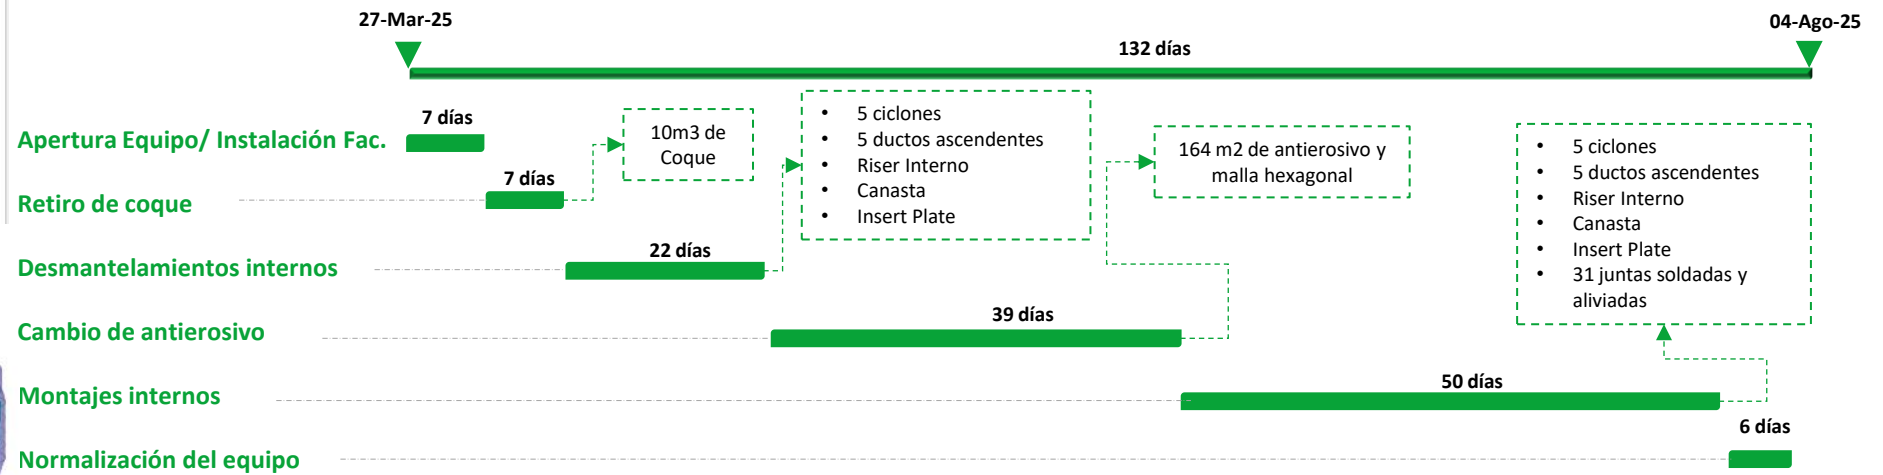 27-Mar-25
04-Ago-25
132 días
Apertura Equipo/ Instalación Fac.
7 días
Retiro de coque
7 días
10m3 de
Coque
Desmantelamientos internos
22 días
• 5 ciclones
• 5 ductos ascendentes
• Riser Interno
• Canasta
• Insert Plate
Cambio de antierosivo
39 días
164 m2 de antierosivo y
malla hexagonal
Montajes internos
50 días
• 5 ciclones
• 5 ductos ascendentes
• Riser Interno
• Canasta
• Insert Plate
• 31 juntas soldadas y
aliviadas
Normalización del equipo
6 días